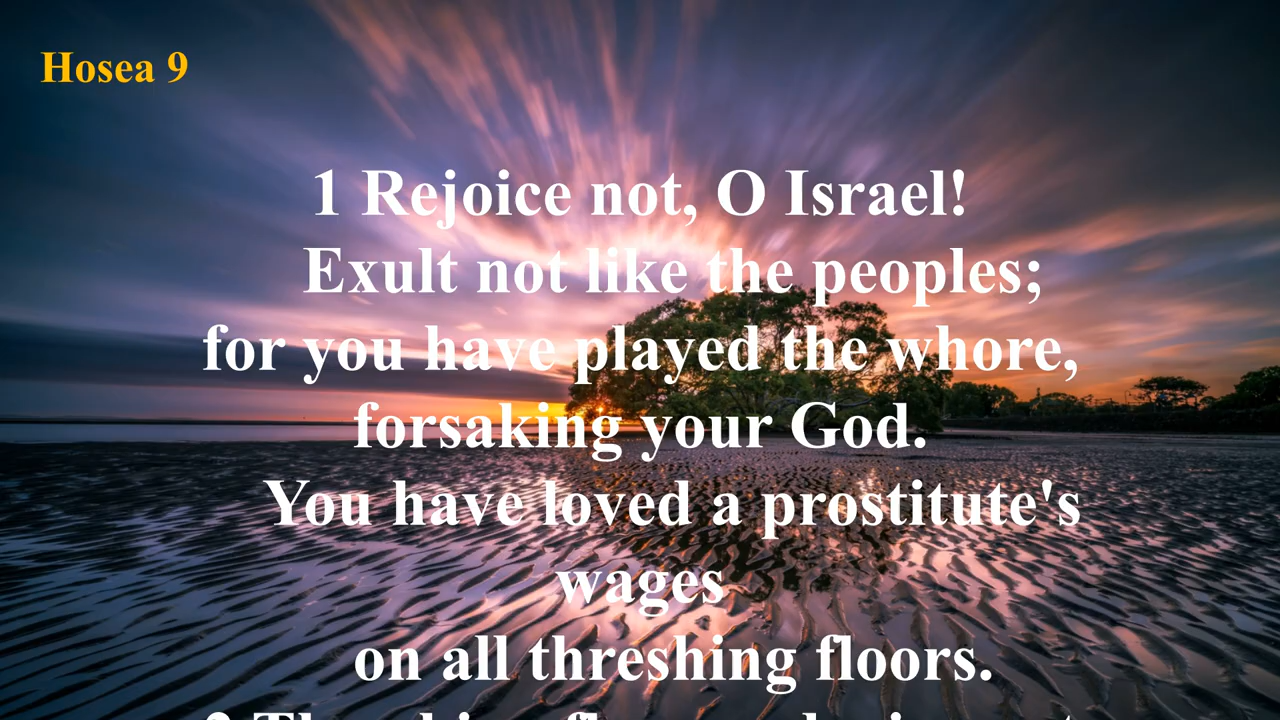 Hosea 9
1 Rejoice not, O Israel!
Exult not like the peoples;
for you have played the whore,
forsaking your God.
You have loved a prostitute's
wages
on all threshing floors.